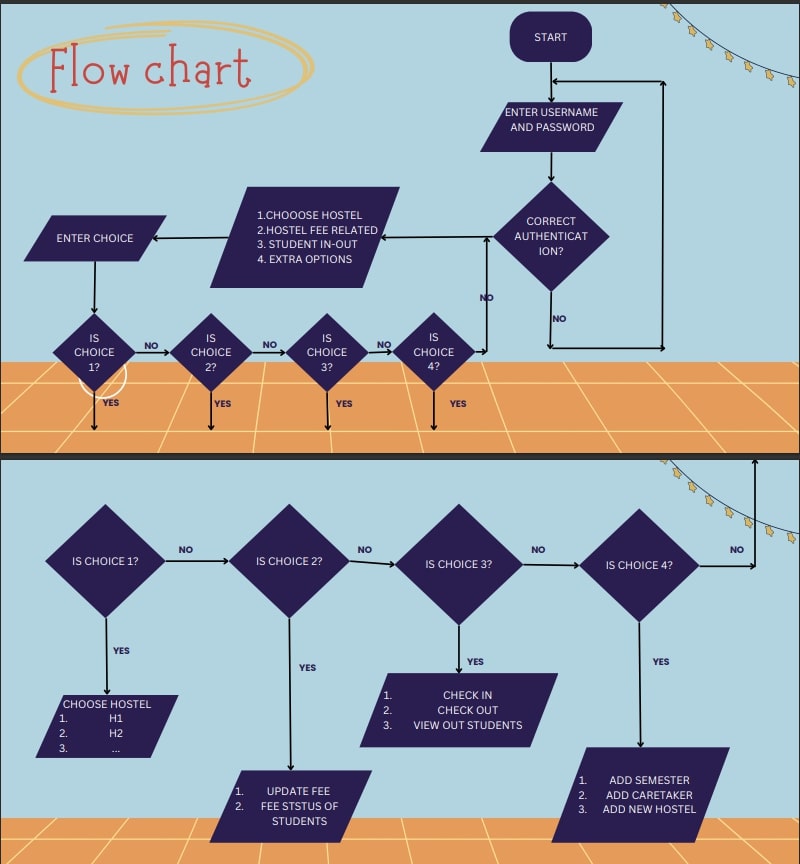 Flow chart
START
ENTER USERNAME
AND PASSWORD
CORRECT
AUTHENTICAT
ION?
NO
1.CHOOOSE HOSTEL
2.HOSTEL FEE RELATED
3. STUDENT IN-OUT
4. EXTRA OPTIONS
ENTER CHOICE
IS
CHOICE
1?
NO
YES
IS
CHOICE
2?
NO
YES
IS
CHOICE
3?
NO
YES
IS
CHOICE
4?
NO
YES
IS CHOICE 1?
NO
YES
IS CHOICE 2?
NO
YES
IS CHOICE 3?
NO
YES
IS CHOICE 4?
NO
YES
CHOOSE HOSTEL
1. H1
2. H2
3. ...
1. UPDATE FEE
2. FEE STSTUS OF
STUDENTS
1. CHECK IN
2. CHECK OUT
3. VIEW OUT STUDENTS
1. ADD SEMESTER
2. ADD CARETAKER
3. ADD NEW HOSTEL